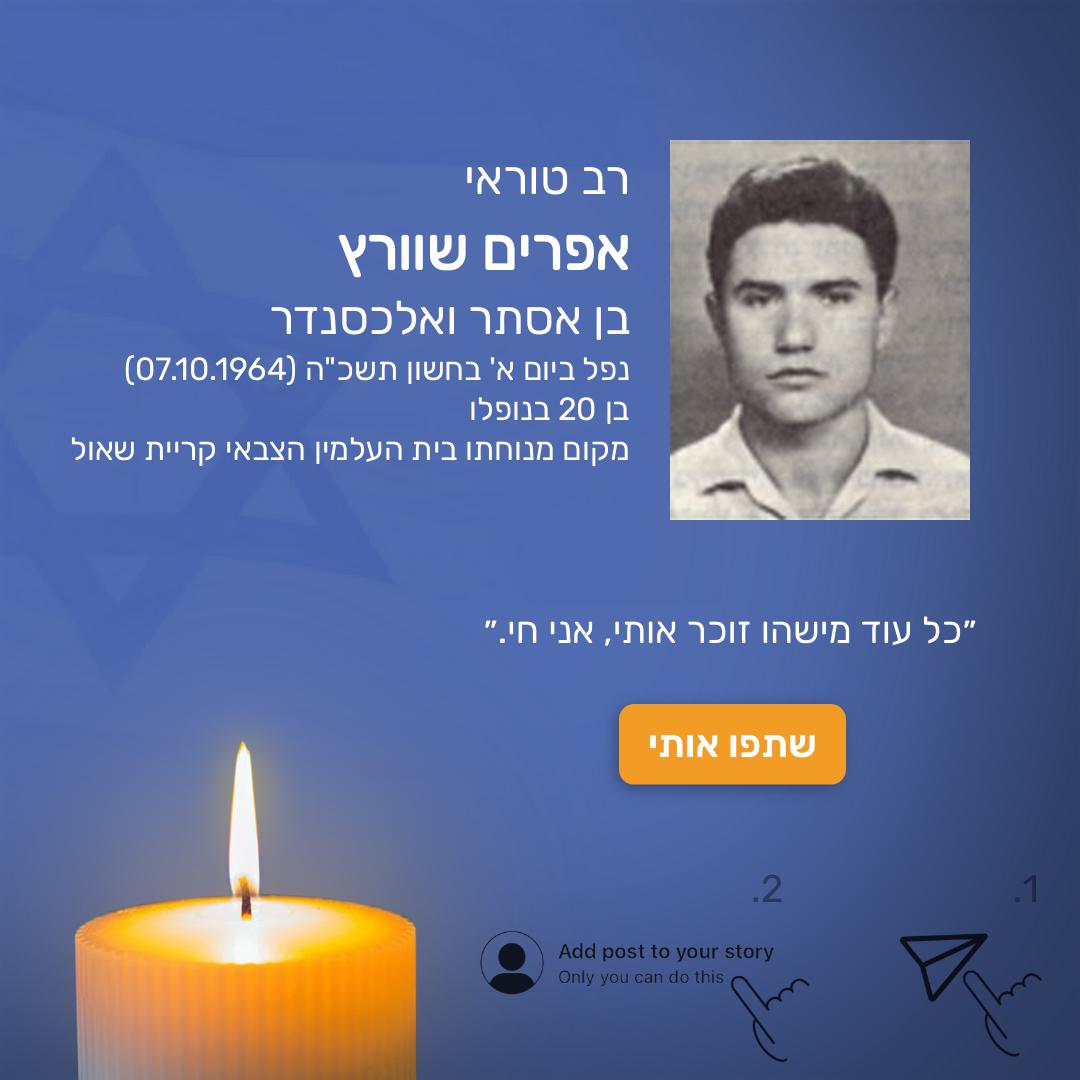 רב טוראי
אפרים שוורץ
בן אסתר ואלכסנדר
נפל ביום א' בחשון תשכ"ה (07.10.1964)
בן 20 בנופלו
מקום מנוחתו בית העלמין הצבאי קריית שאול
״כל עוד מישהו זוכר אותי, אני חי.״
שתפו אותי
1.
2.
Add post to your story
Only you can do this